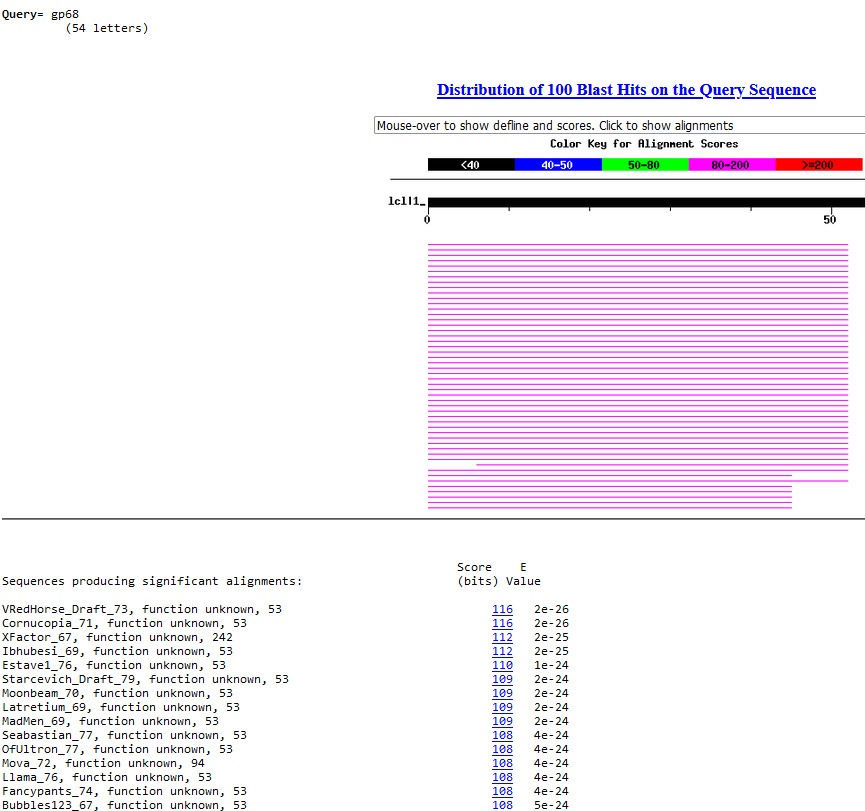 Query= gp68
(54 letters)
Distribution of 100 Blast Hits on the Query Sequence
Mouse-over to show defline and scores. Click to show alignments
Color Key for Alignment Scores
<40 40-50 50-80 80-200 >=200
lcl|1_
0 50
Score E
Sequences producing significant alignments: (bits) Value
VRedHorse_Draft_73, function unknown, 53 116 2e-26
Cornucopia_71, function unknown, 53 116 2e-26
XFactor_67, function unknown, 242 112 2e-25
Ibhubesi_69, function unknown, 53 112 2e-25
Estave1_76, function unknown, 53 110 1e-24
Starcevich_Draft_79, function unknown, 53 109 2e-24
Moonbeam_70, function unknown, 53 109 2e-24
Latretium_69, function unknown, 53 109 2e-24
MadMen_69, function unknown, 53 109 2e-24
Seabastian_77, function unknown, 53 108 4e-24
OfUltron_77, function unknown, 53 108 4e-24
Mova_72, function unknown, 94 108 4e-24
Llama_76, function unknown, 53 108 4e-24
Fancypants_74, function unknown, 53 108 4e-24
Bubbles123_67, function unknown, 53 108 5e-24